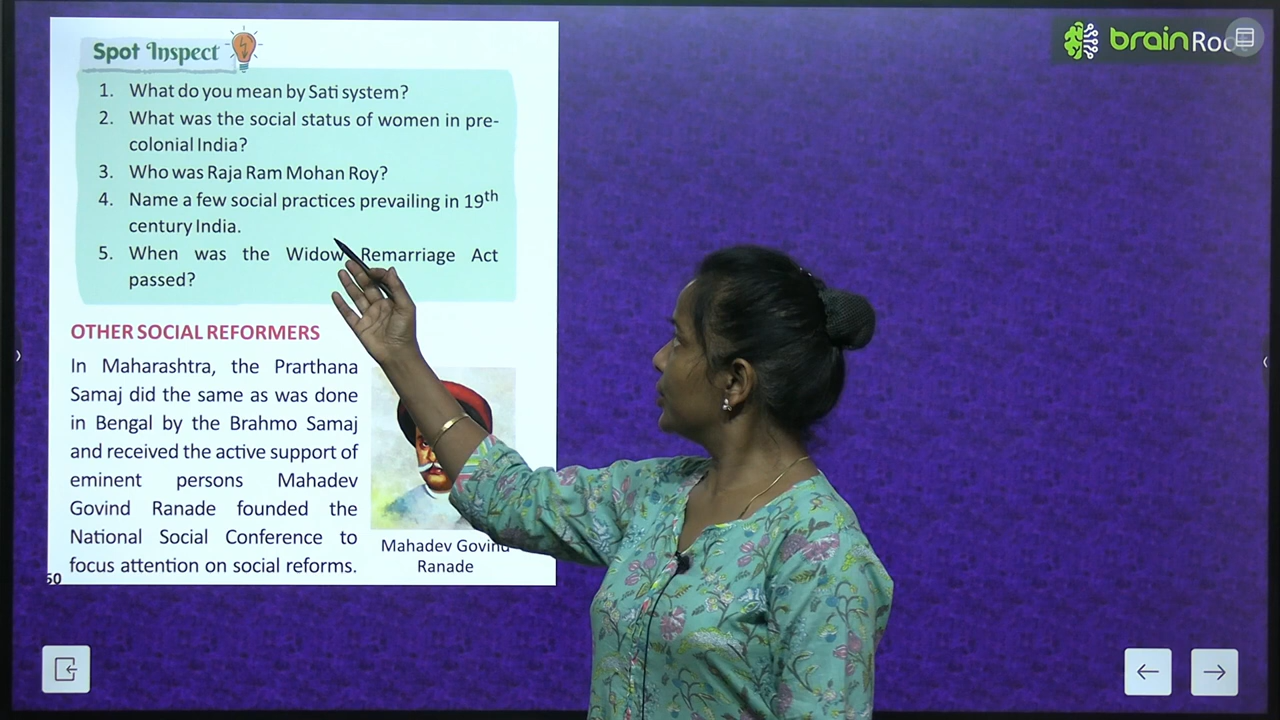 Spot Inspect
1. What do you mean by Sati system?
2. What was the social status of women in pre-
colonial India?
3. Who was Raja Ram Mohan Roy?
4. Name a few social practices prevailing in 19th
century India.
5. When was the Widow Remarriage Act
passed?
OTHER SOCIAL REFORMERS
In Maharashtra, the Prarthana
Samaj did the same as was done
in Bengal by the Brahmo Samaj
and received the active support of
eminent persons Mahadev
Govind Ranade founded the
National Social Conference to
focus attention on social reforms.
Mahadev Govind
Ranade
brain